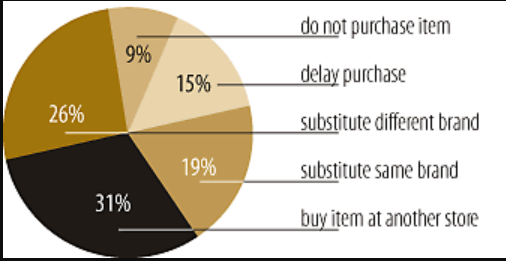 do not purchase item
9%
delay purchase
15%
substitute different brand
26%
substitute same brand
19%
buy item at another store
31%